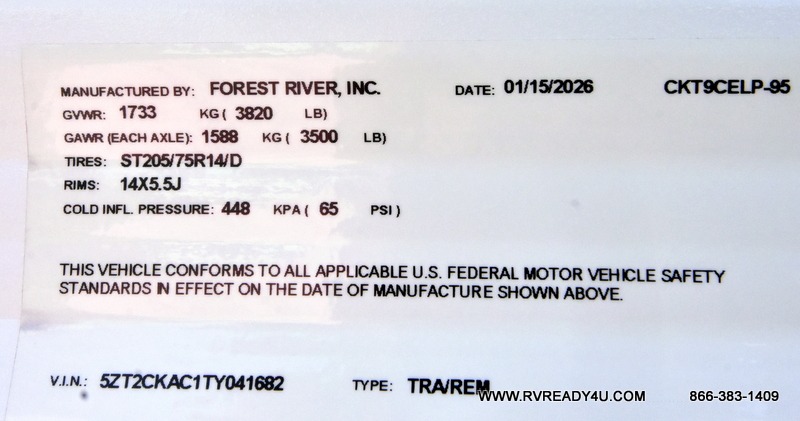 MANUFACTURED BY: FOREST RIVER, INC. DATE: 01/15/2026 CKT9CELP-95
GVWR: 1733 KG ( 3820 LB)
GAWR (EACH AXLE): 1588 KG ( 3500 LB)
TIRES: ST205/75R14/D
RIMS: 14X5.5J
COLD INFL. PRESSURE: 448 KPA ( 65 PSI )
THIS VEHICLE CONFORMS TO ALL APPLICABLE U.S. FEDERAL MOTOR VEHICLE SAFETY
STANDARDS IN EFFECT ON THE DATE OF MANUFACTURE SHOWN ABOVE.
V.I.N.: 5ZT2CKAC1TY041682 TYPE: TRA/REM
WWW.RVREADY4U.COM 866-383-1409